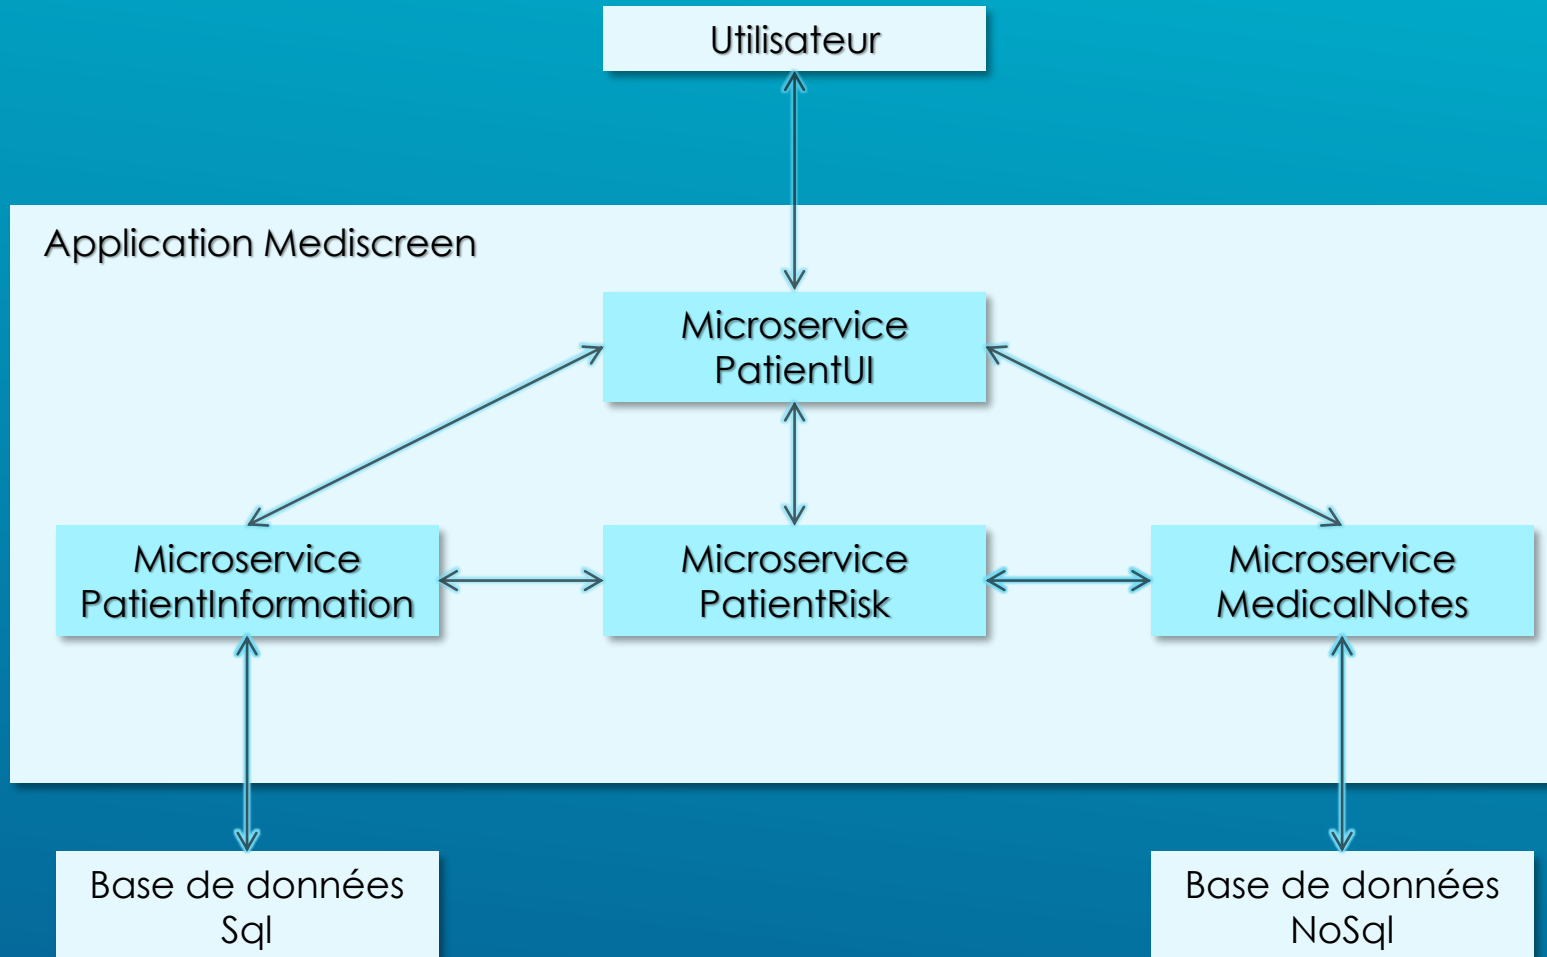 Utilisateur
Application Mediscreen
Microservice
PatientUI
Microservice
PatientInformation
Microservice
PatientRisk
Microservice
MedicalNotes
Base de données
Sql
Base de données
NoSql